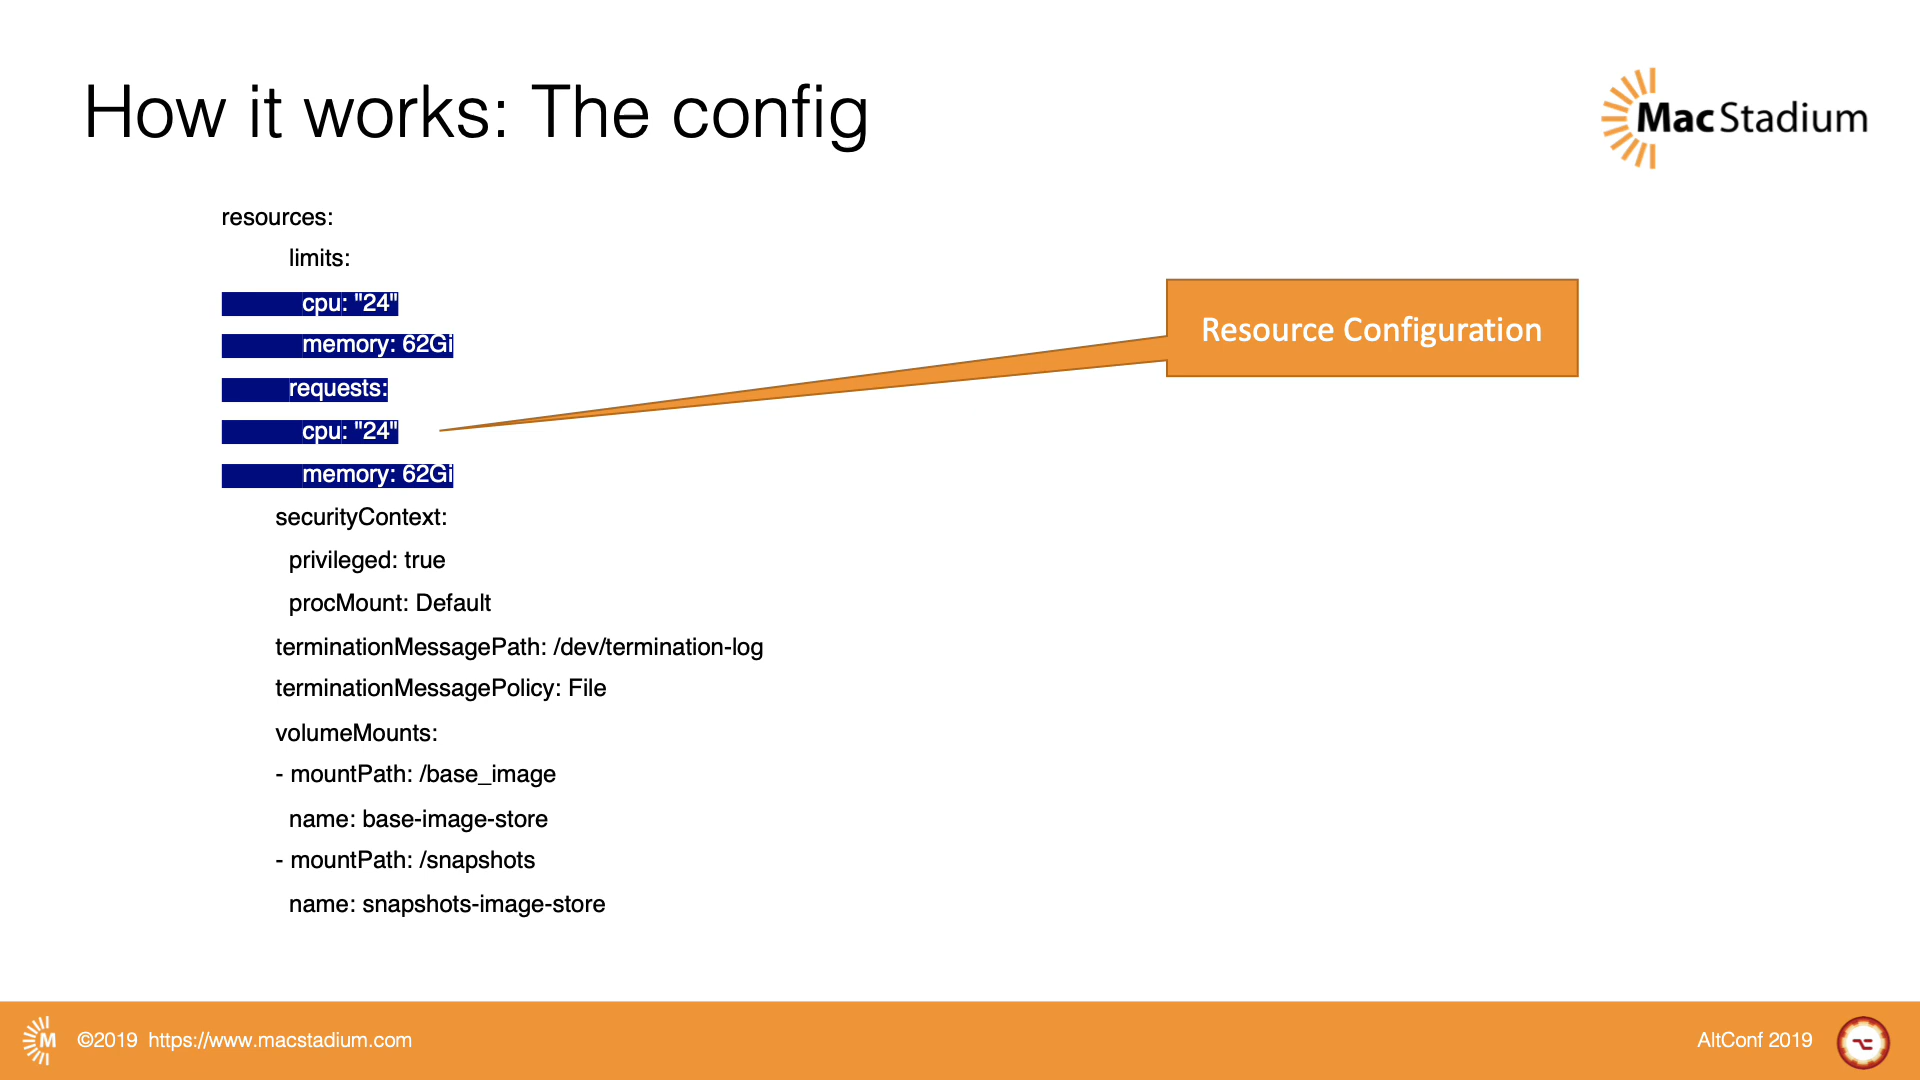 How it works: The config
MacStadium
resources:
limits:
cpu: "24"
memory: 62Gi
requests:
cpu: "24"
memory: 62Gi
securityContext:
privileged: true
procMount: Default
terminationMessagePath: /dev/termination-log
terminationMessagePolicy: File
volumeMounts:
- mountPath: /base_image
name: base-image-store
- mountPath: /snapshots
name: snapshots-image-store
Resource Configuration
M
©2019 https://www.macstadium.com
AltConf 2019